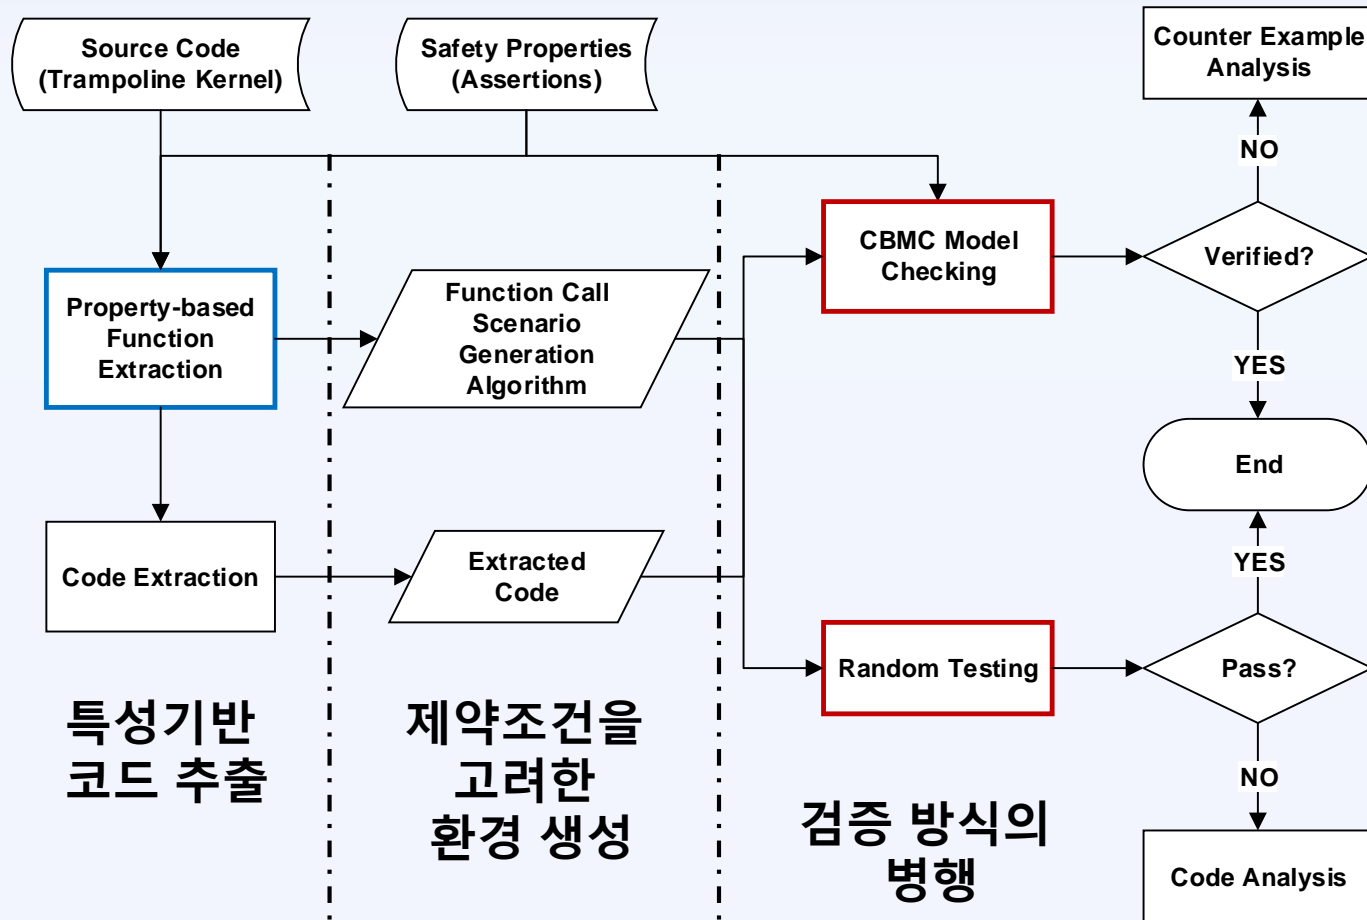 Source Code
(Trampoline Kernel)
Safety Properties
(Assertions)
Counter Example
Analysis
NO
CBMC Model
Checking
Verified?
Property-based
Function
Extraction
Function Call
Scenario
Generation
Algorithm
YES
End
Code Extraction
Extracted
Code
YES
Random Testing
Pass?
특성기반
코드 추출
제약조건을
고려한
환경 생성
검증 방식의
병행
NO
Code Analysis